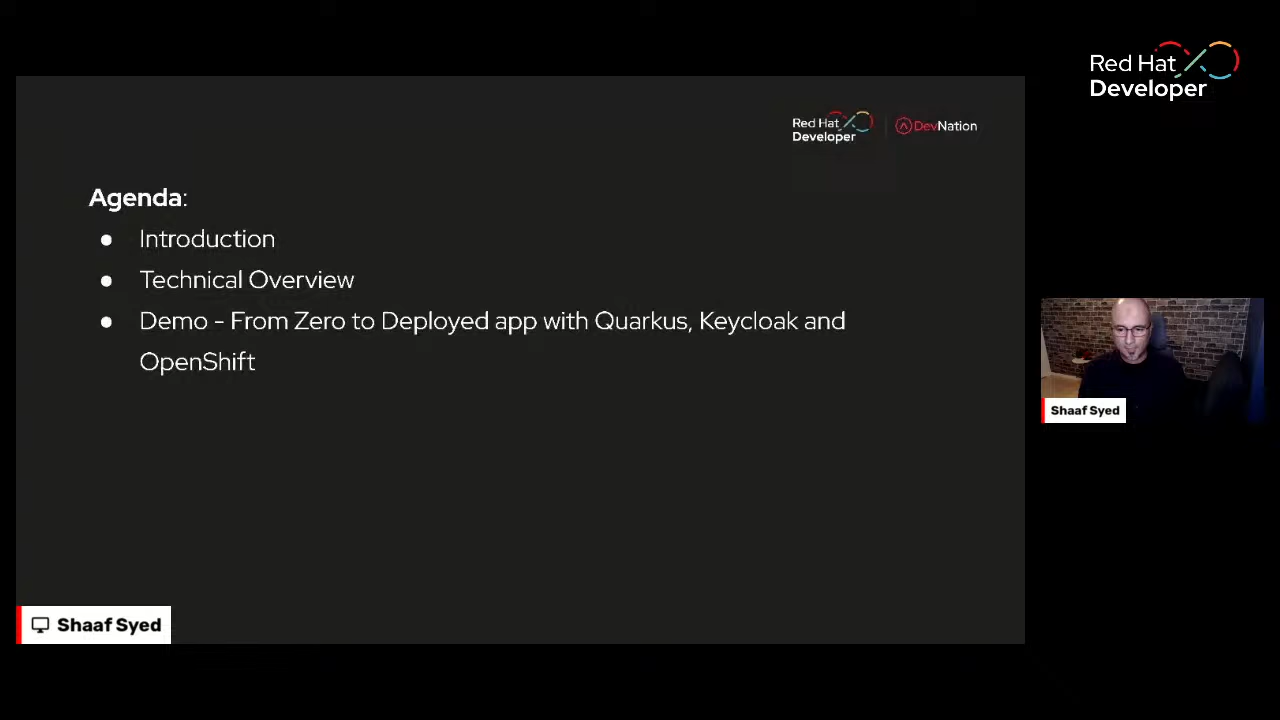 Red Hat
Developer
Red Hat
Developer
DevNation
Agenda:
● Introduction
● Technical Overview
● Demo - From Zero to Deployed app with Quarkus, Keycloak and
OpenShift
Shaaf Syed
Shaaf Syed